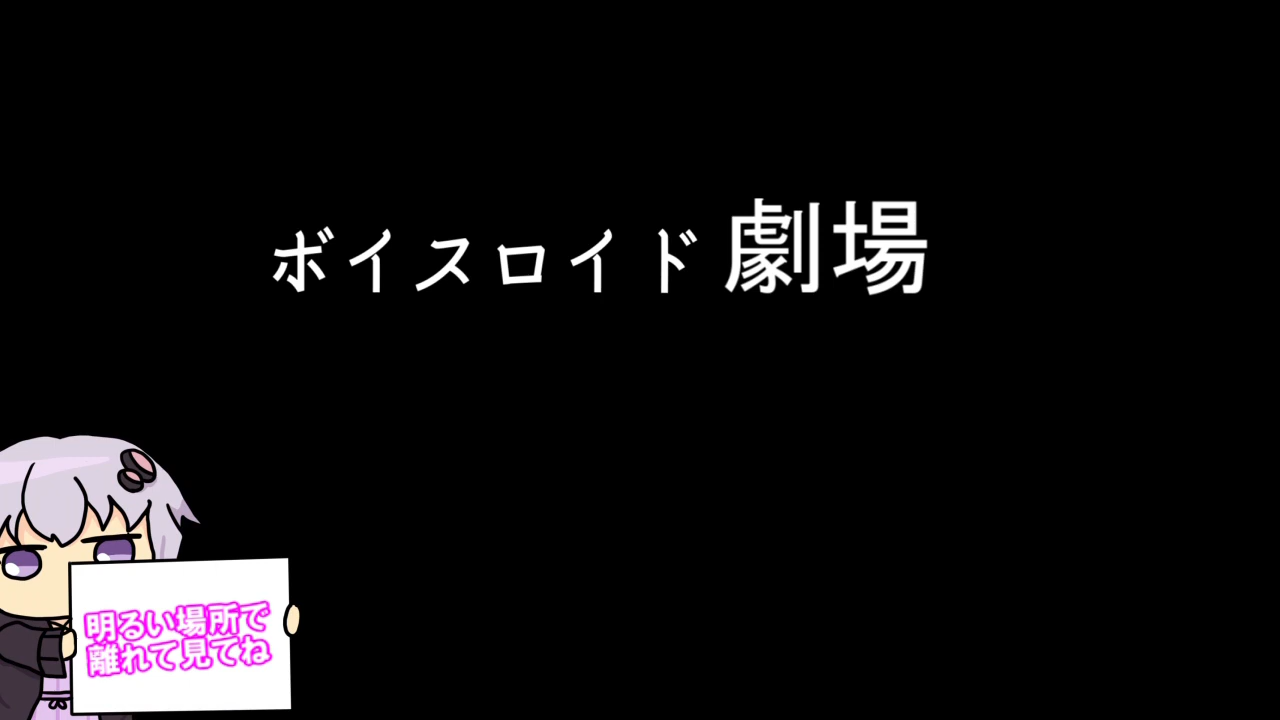 ボイスロイド劇場
明るい場所で
離れて見てね